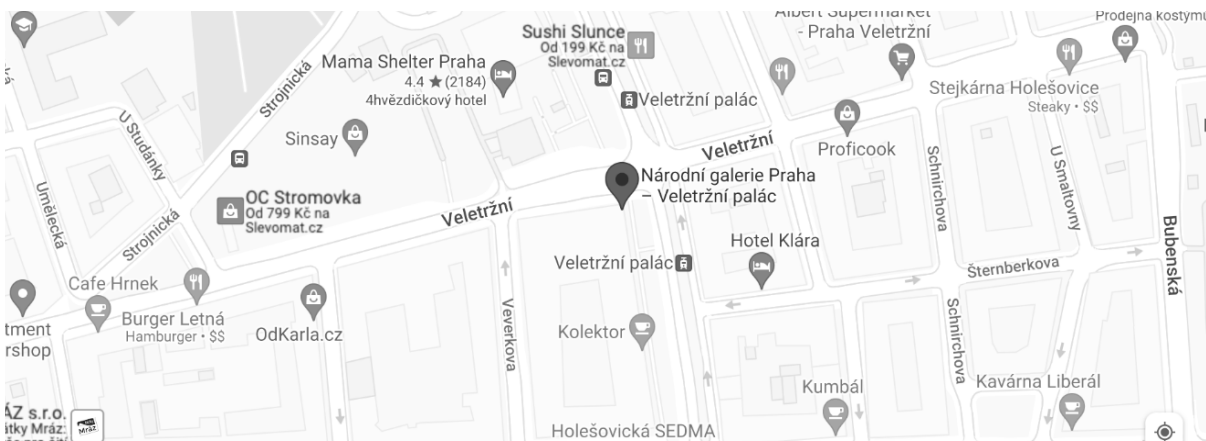 Albert Supermarket
- Praha Veletržní
Prodejna kostýmů
Sushi Slunce
Od 199 Kč na
Slevomat.cz
Mama Shelter Praha
4.4 ★ (2184)
4hvězdičkový hotel
Strojnická
Veletržní palác
Stejkárna Holešovice
Steaky • $$
U Studánky
Sinsay
Veletržní
Proficook
Národní galerie Praha
– Veletržní palác
Schnirchova
U Smaltovny
Umělecká
OC Stromovka
Od 799 Kč na
Slevomat.cz
Veletržní
Strojnická
Hotel Klára
Bubenská
Veletržní palác
Šternberkova
Cafe Hrnek
Burger Letná
Hamburger • $$
OdKarla.cz
Veverkova
Kolektor
Schnirchova
Kumbál
Kavárna Liberál
Holešovická SEDMA
Mráz